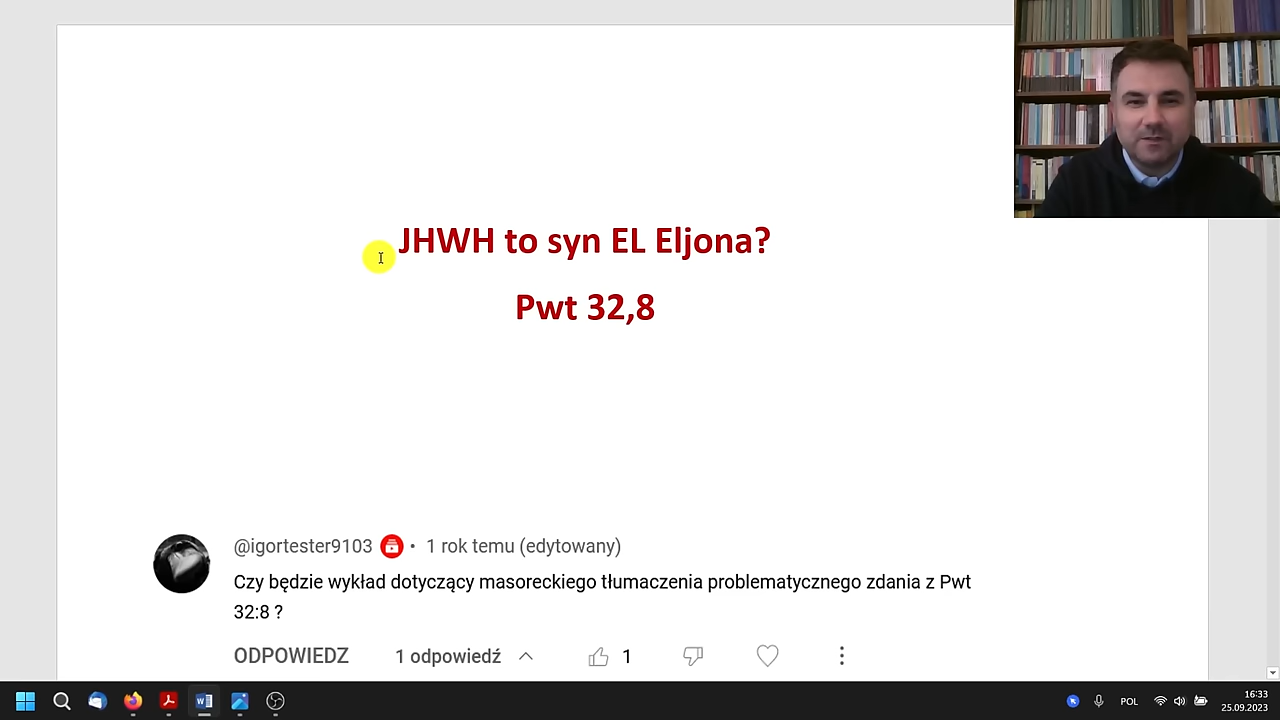 JHWH to syn EL Eljona?
Pwt 32,8
@igortester9103 • 1 rok temu (edytowany)
Czy będzie wykład dotyczący masoreckiego tłumaczenia problematycznego zdania z Pwt
32:8 ?
ODPOWIEDZ 1 odpowiedź 1
POL 16:33
25.09.2023